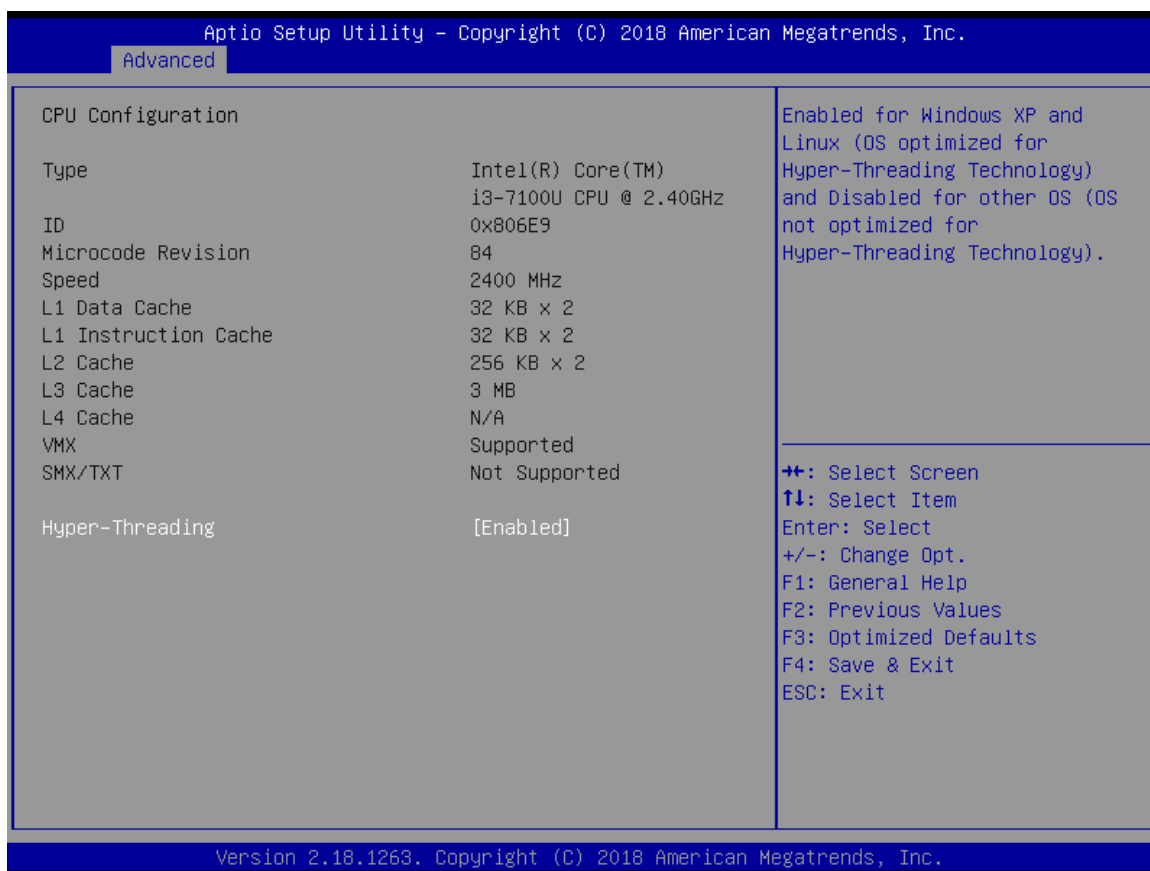 Aptio Setup Utility – Copyright (C) 2018 American Megatrends, Inc.
Advanced
CPU Configuration
Type Intel(R) Core(TM)
i3-7100U CPU @ 2.40GHz
ID 0x806E9
Microcode Revision 84
Speed 2400 MHz
L1 Data Cache 32 KB x 2
L1 Instruction Cache 32 KB x 2
L2 Cache 256 KB x 2
L3 Cache 3 MB
L4 Cache N/A
VMX Supported
SMX/TXT Not Supported
Hyper-Threading [Enabled]
Enabled for Windows XP and
Linux (OS optimized for
Hyper-Threading Technology)
and Disabled for other OS (OS
not optimized for
Hyper-Threading Technology).
→←: Select Screen
↑↓: Select Item
Enter: Select
+/-: Change Opt.
F1: General Help
F2: Previous Values
F3: Optimized Defaults
F4: Save & Exit
ESC: Exit
Version 2.18.1263. Copyright (C) 2018 American Megatrends, Inc.